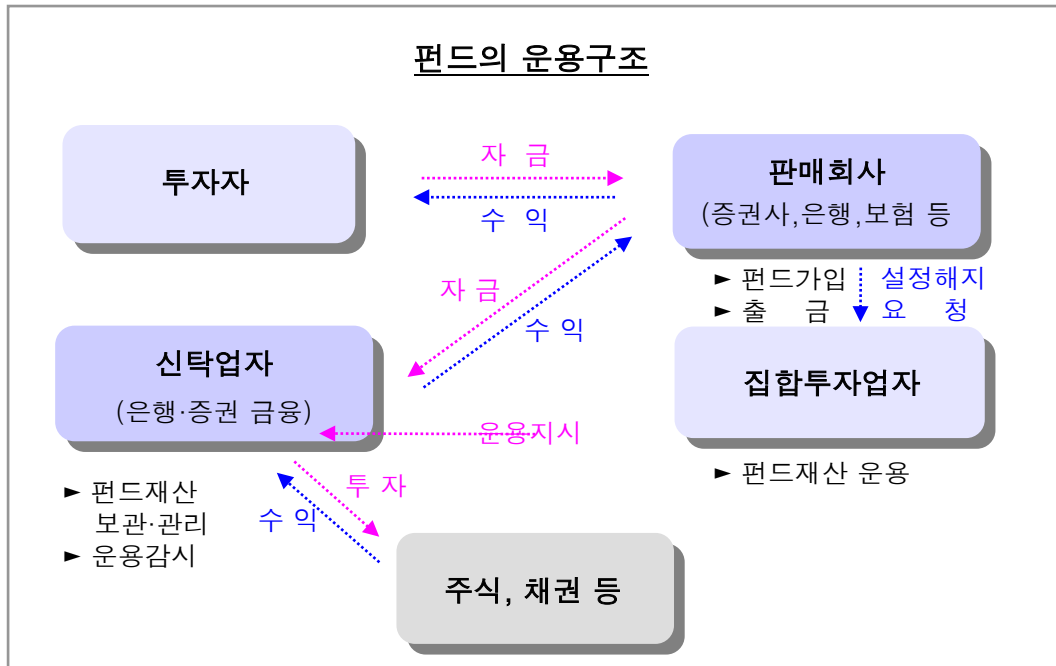 펀드의 운용구조
투자자
자 금
수 익
판매회사
(증권사,은행,보험 등
► 펀드가입
► 출 금
설정해지
요 청
자 금
수 익
신탁업자
(은행·증권 금융)
집합투자업자
운용지시
► 펀드재산 운용
► 펀드재산
보관·관리
► 운용감시
투 자
수 익
주식, 채권 등